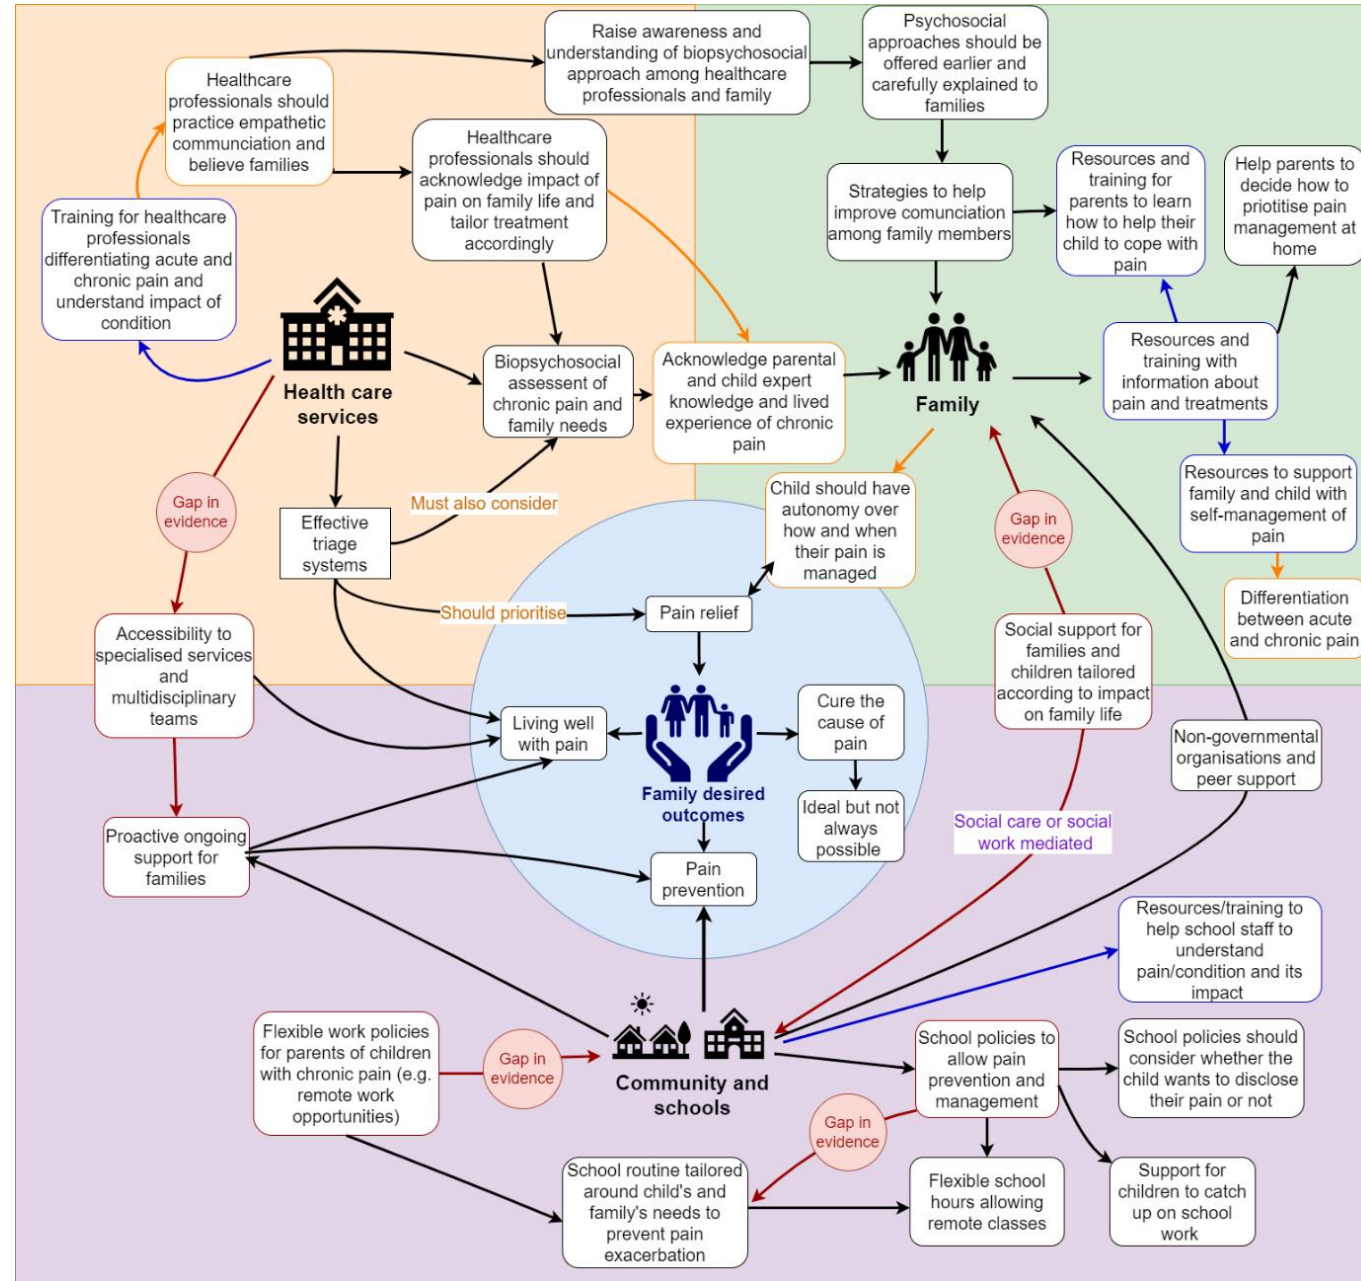 Raise awareness and
understanding of biopsychosocial
approach among healthcare
professionals and family
Psychosocial
approaches should be
offered earlier and
carefully explained to
families
Healthcare
professionals should
practice empathetic
communciation and
believe families
Healthcare
professionals should
acknowledge impact of
pain on family life and
tailor treatment
accordingly
Strategies to help
improve comunciation
among family members
Resources and
training for
parents to learn
how to help their
child to cope with
pain
Help parents to
decide how to
priotitise pain
management at
home
Training for healthcare
professionals
differentiating acute and
chronic pain and
understand impact of
condition
Health care
services
Biopsychosocial
assessent of
chronic pain and
family needs
Acknowledge parental
and child expert
knowledge and lived
experience of chronic
pain
Family
Resources and
training with
information about
pain and treatments
Gap in
evidence
Must also consider
Effective
triage
systems
Child should have
autonomy over
how and when
their pain is
managed
Gap in
evidence
Resources to support
family and child with
self-management of
pain
Should prioritise
Pain relief
Differentiation
between acute
and chronic pain
Accessibility to
specialised services
and
multidisciplinary
teams
Social support for
families and
children tailored
according to impact
on family life
Living well
with pain
Cure the
cause of
pain
Non-governmental
organisations and
peer support
Family desired
outcomes
Ideal but not
always
possible
Social care or social
work mediated
Proactive ongoing
support for
families
Pain
prevention
Resources/training to
help school staff to
understand
pain/condition and its
impact
Flexible work policies
for parents of children
with chronic pain (e.g.
remote work
opportunities)
Gap in
evidence
Community and
schools
School policies to
allow pain
prevention and
management
School policies should
consider whether the
child wants to disclose
their pain or not
Gap in
evidence
School routine tailored
around child's and
family's needs to
prevent pain
exacerbation
Flexible school
hours allowing
remote classes
Support for
children to catch
up on school
work